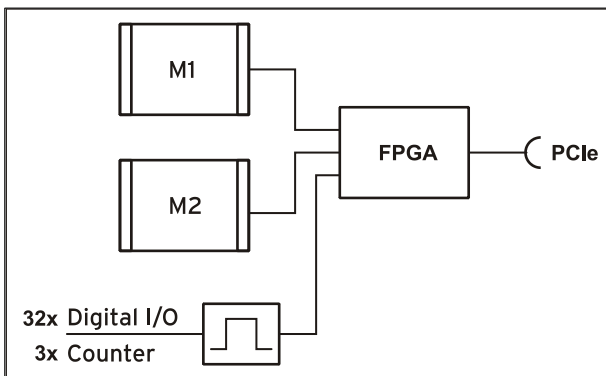 M1
FPGA
PCIe
M2
32x Digital I/O
3x Counter